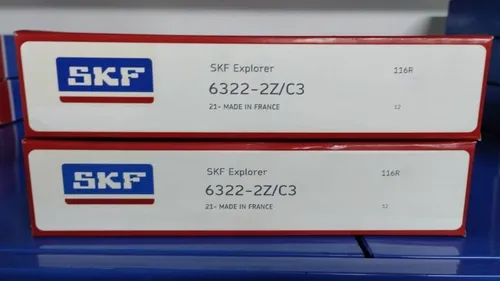 SKF
SKF Explorer 116R
6322-2Z/C3
21- MADE IN FRANCE 12
SKF
SKF Explorer 116R
6322-2Z/C3
21- MADE IN FRANCE 12